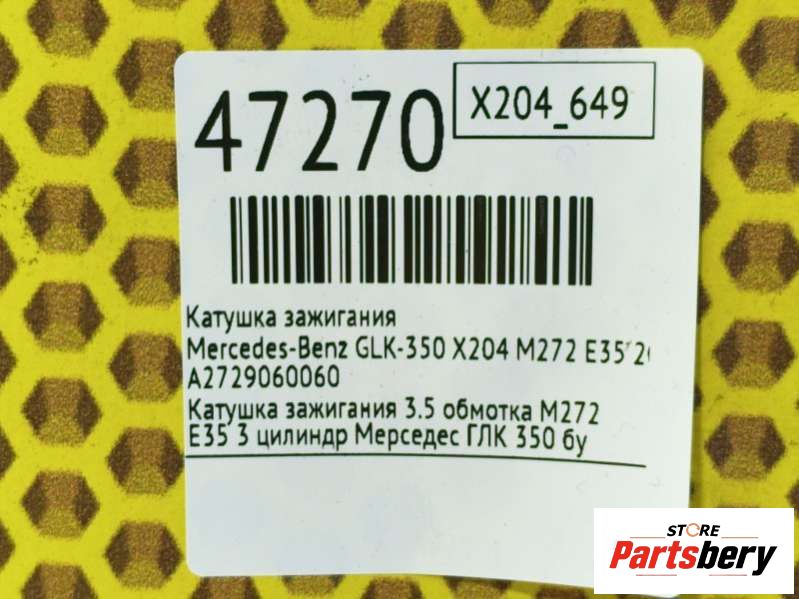 47270
X204_649
Катушка зажигания
Mercedes-Benz GLK-350 X204 M272 E35
A2729060060
Катушка зажигания 3.5 обмотка M272
E35 3 цилиндр Мерседес ГЛК 350 бу
STORE
Partsbery